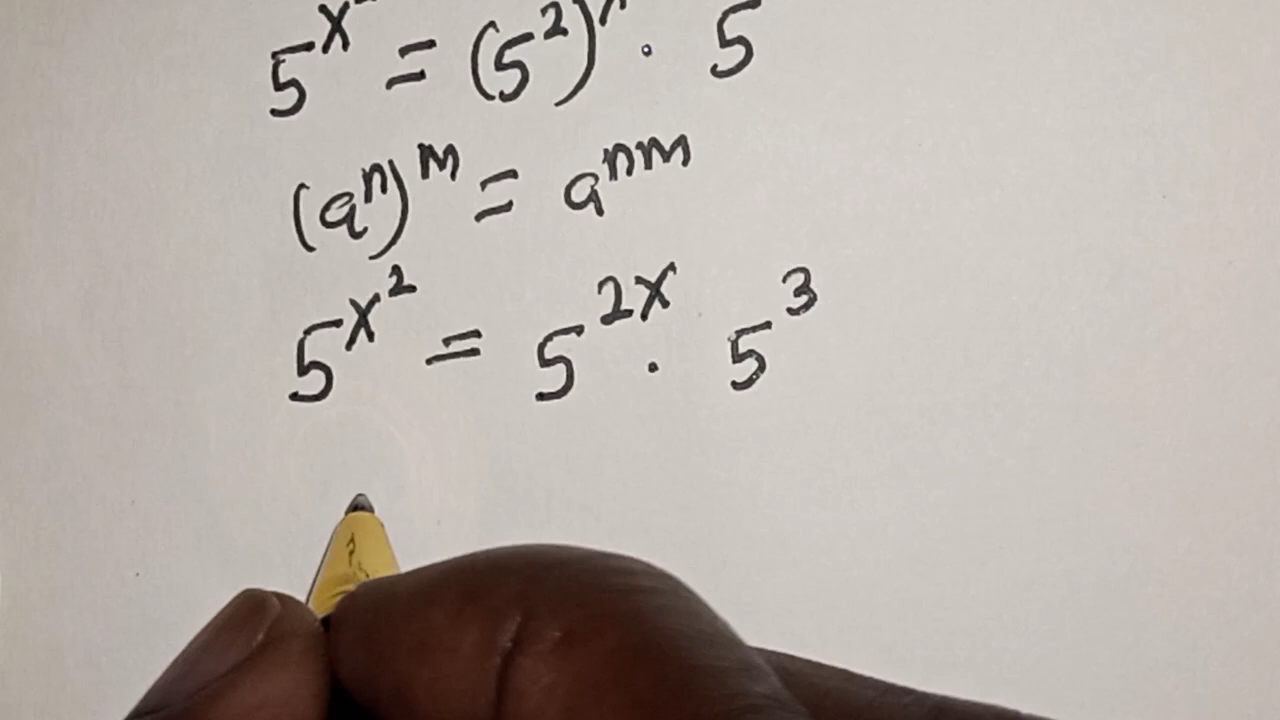 5^x = (5^2) · 5
(a^n)^m = a^nm
5^x^2 = 5^2x · 5^3